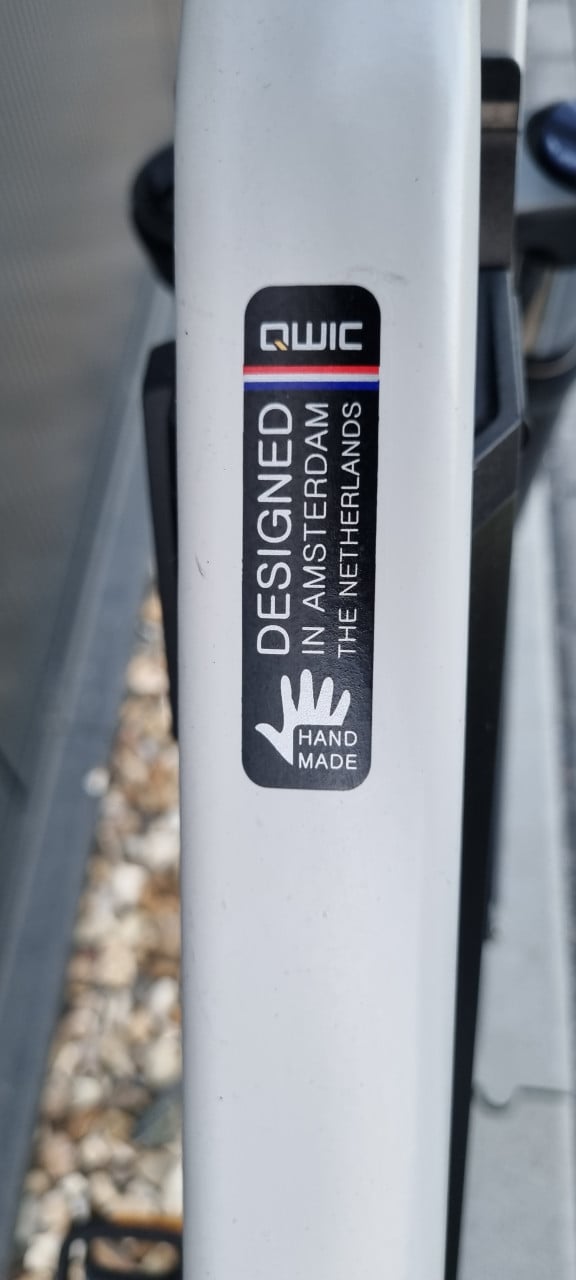 QWIC
DESIGNED
IN AMSTERDAM
THE NETHERLANDS
HAND
MADE